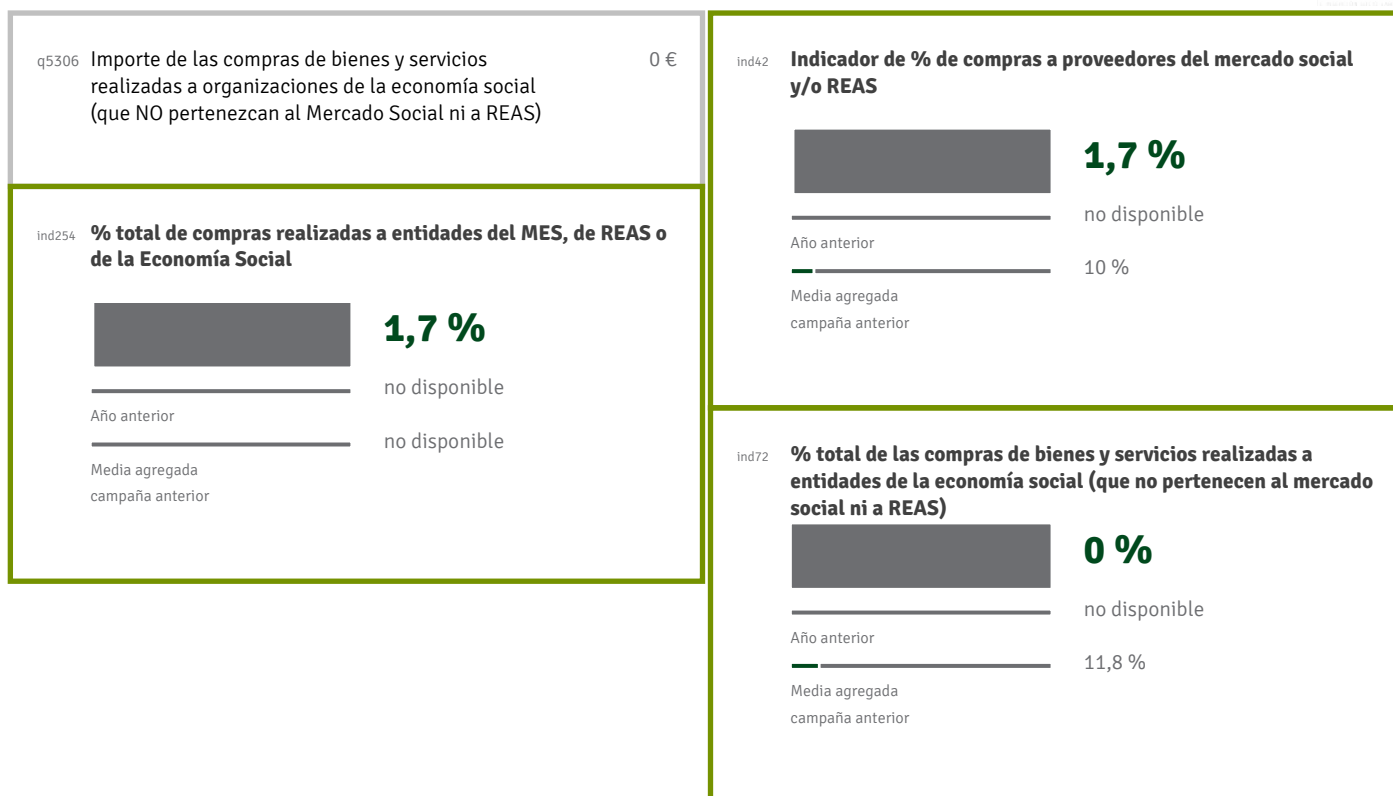 q5306 Importe de las compras de bienes y servicios 0 €
realizadas a organizaciones de la economía social
(que NO pertenezcan al Mercado Social ni a REAS)
ind254 % total de compras realizadas a entidades del MES, de REAS o
de la Economía Social
1,7 %
no disponible
Año anterior
no disponible
Media agregada
campaña anterior
ind42 Indicador de % de compras a proveedores del mercado social
y/o REAS
1,7 %
no disponible
Año anterior
10 %
Media agregada
campaña anterior
ind72 % total de las compras de bienes y servicios realizadas a
entidades de la economía social (que no pertenecen al mercado
social ni a REAS)
0 %
no disponible
Año anterior
11,8 %
Media agregada
campaña anterior